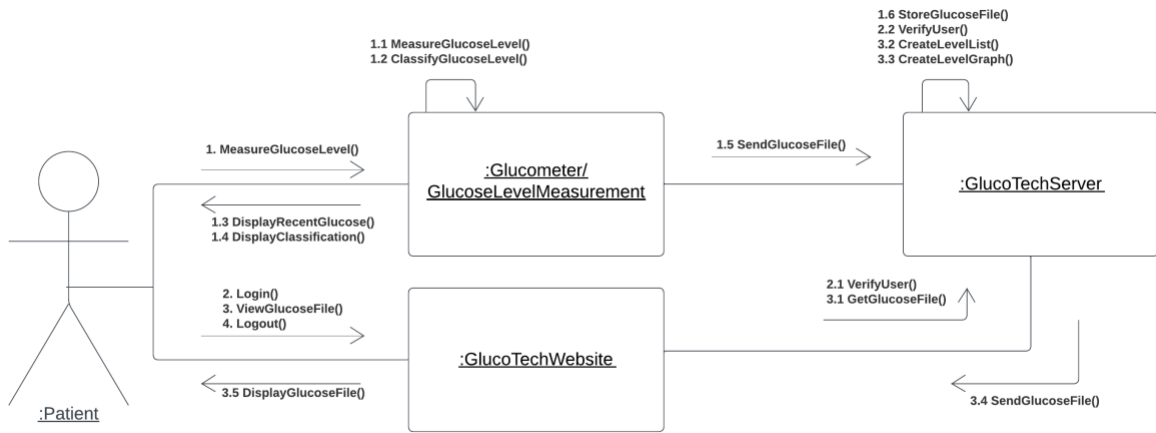 1.6 StoreGlucoseFile()
2.2 VerifyUser()
3.2 CreateLevelList()
3.3 CreateLevelGraph()
1.1 MeasureGlucoseLevel()
1.2 ClassifyGlucoseLevel()
1. MeasureGlucoseLevel()
:Glucometer/
GlucoseLevelMeasurement
1.5 SendGlucoseFile()
:GlucoTechServer
1.3 DisplayRecentGlucose()
1.4 DisplayClassification()
2. Login()
3. ViewGlucoseFile()
4. Logout()
:GlucoTechWebsite
2.1 VerifyUser()
3.1 GetGlucoseFile()
3.5 DisplayGlucoseFile()
3.4 SendGlucoseFile()
:Patient